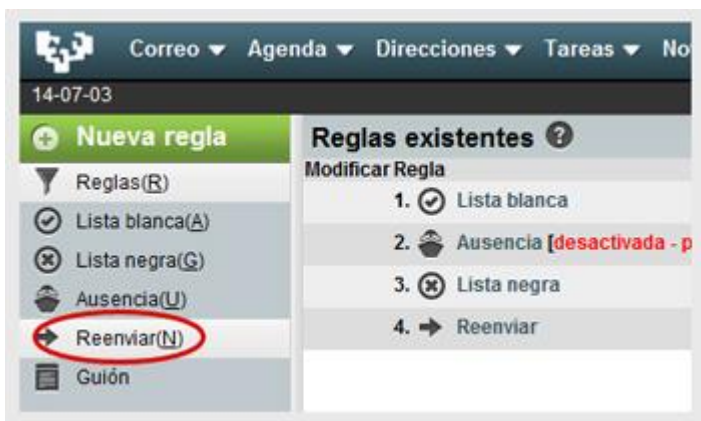 Correo Agenda Direcciones Tareas
14-07-03
Nueva regla
Reglas(R)
Lista blanca(A)
Lista negra(G)
Ausencia(U)
Reenviar(N)
Guión
Reglas existentes ?
Modificar Regla
1. Lista blanca
2. Ausencia [desactivada - p
3. Lista negra
4. Reenviar